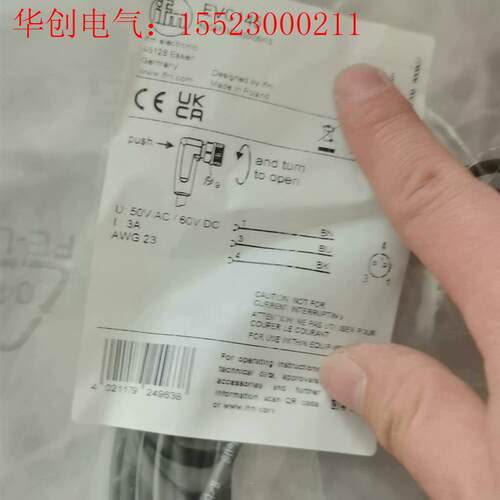 华创电气：15523000211
ifm
ifm electronic
45128 Essen
Germany
www.ifm.com
Designed by ifm
Made in Poland
CE UK
CA
push
and turn
to open
U: 50V AC / 60V DC
I: 3A
AWG 23
1 BN
3 BU
4 BK
CAUTION: NOT FOR
CURRENT INTERRUPTING
ATTENTION: NE PAS UTILISER POUR
COUPER LE COURANT
FOR USE WITHIN EQUIPMENT
4 021179 249838
For operating instructions,
technical data, approvals,
accessories and further
information scan QR code
or www.ifm.com